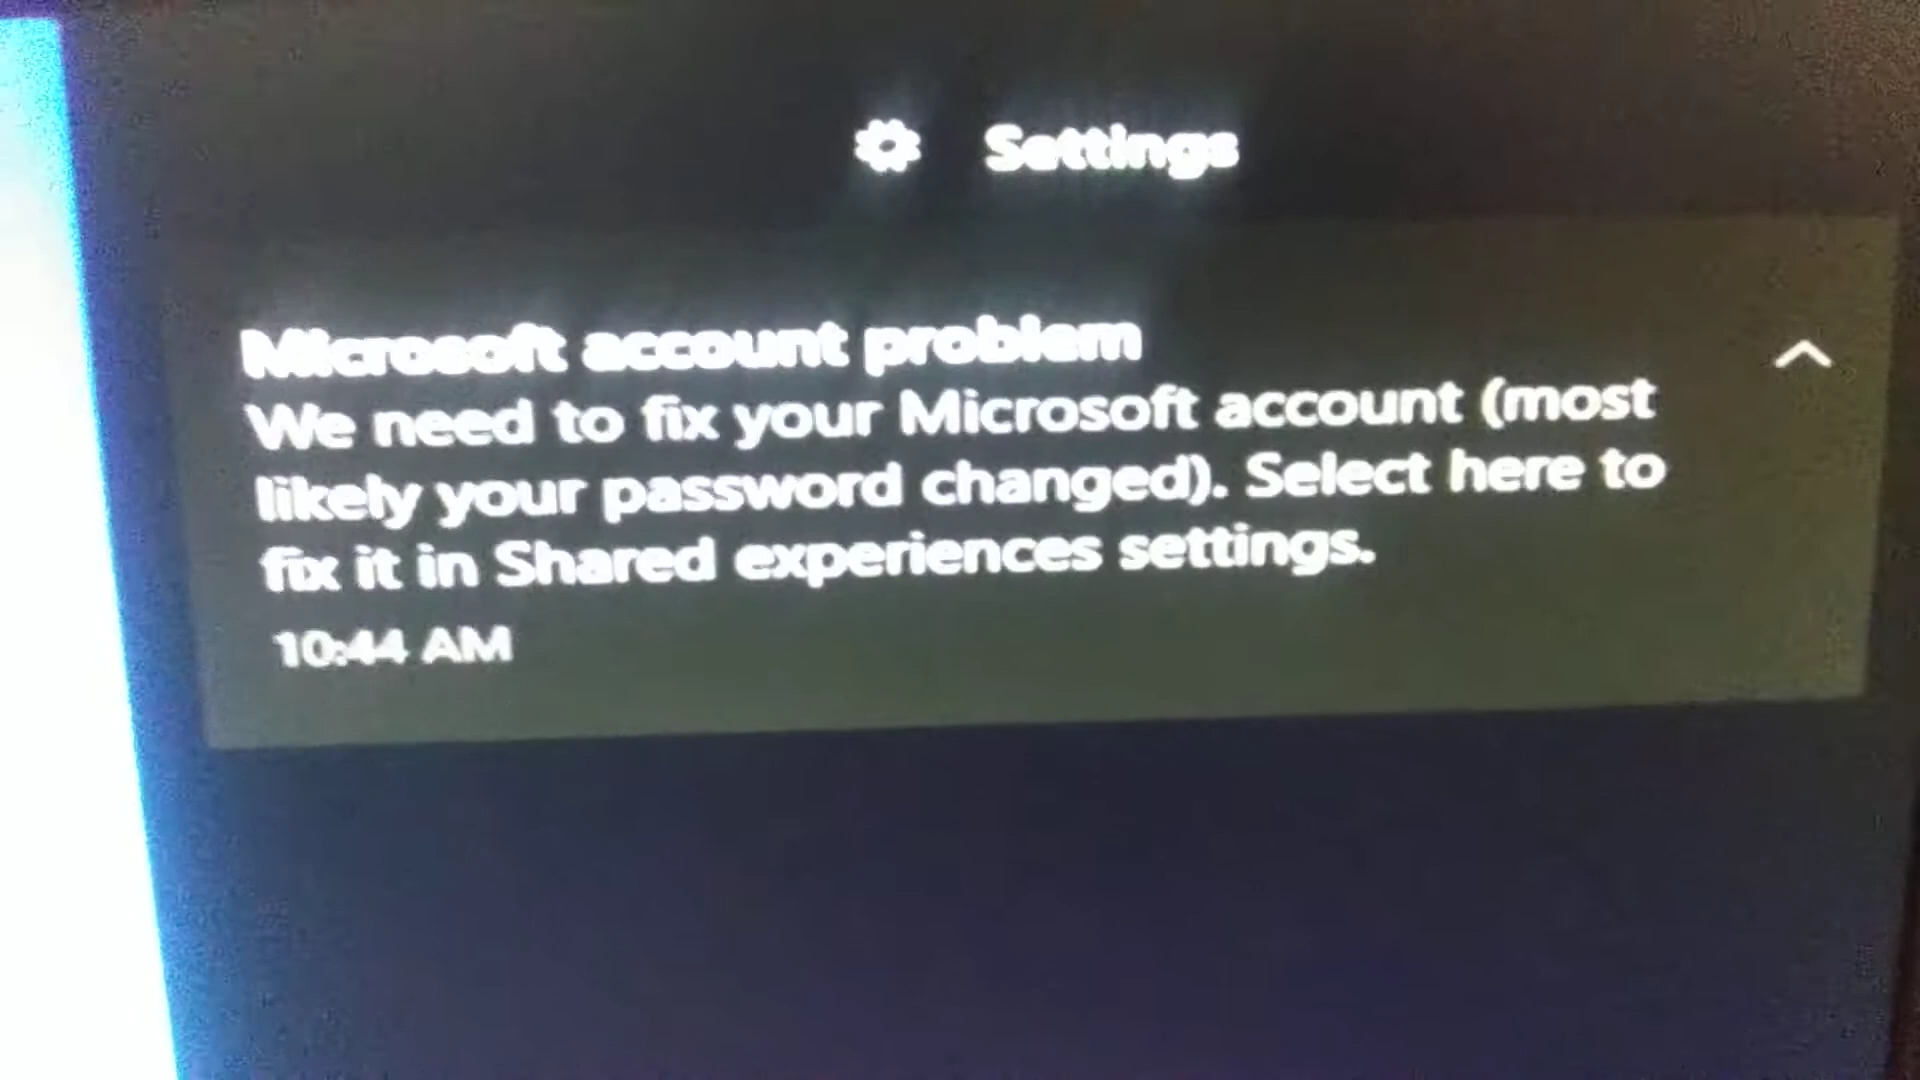 Settings
Microsoft account problem
We need to fix your Microsoft account (most
likely your password changed). Select here to
fix it in Shared experiences settings.
10:44 AM